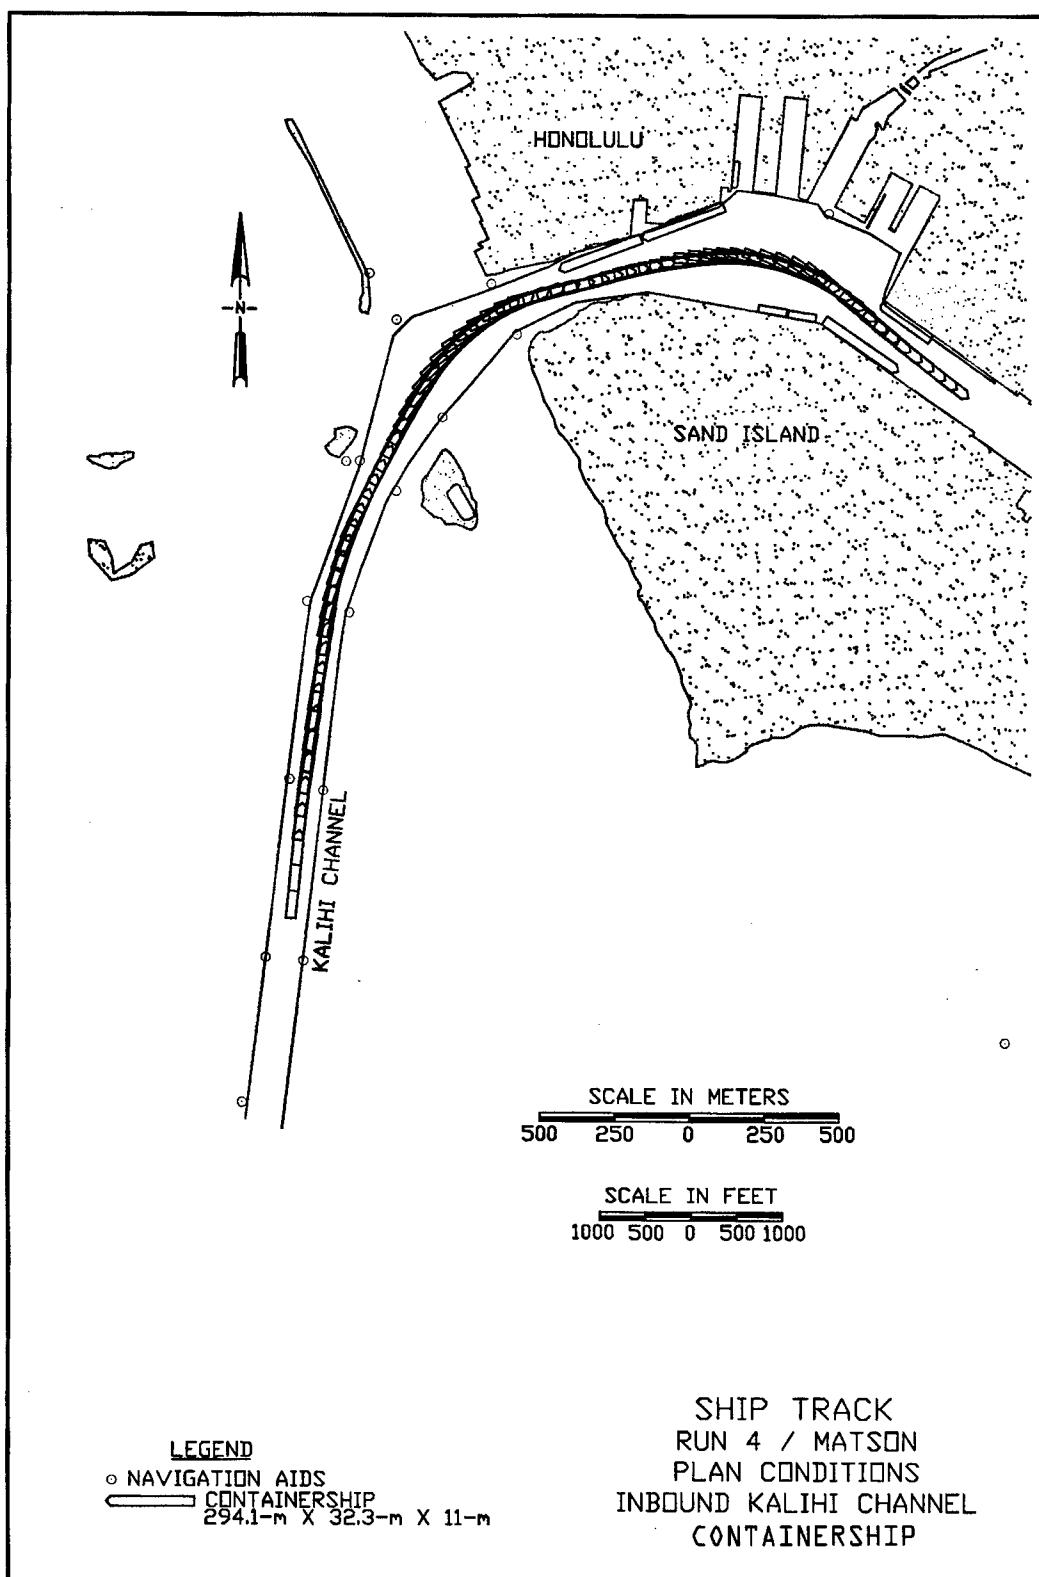 HONOLULU
N
SAND ISLAND
KALIHI CHANNEL
SCALE IN METERS
500 250 0 250 500
SCALE IN FEET
1000 500 0 500 1000
LEGEND
NAVIGATION AIDS
CONTAINERSHIP
294.1-m X 32.3-m X 11-m
SHIP TRACK
RUN 4 / MATSON
PLAN CONDITIONS
INBOUND KALIHI CHANNEL
CONTAINERSHIP